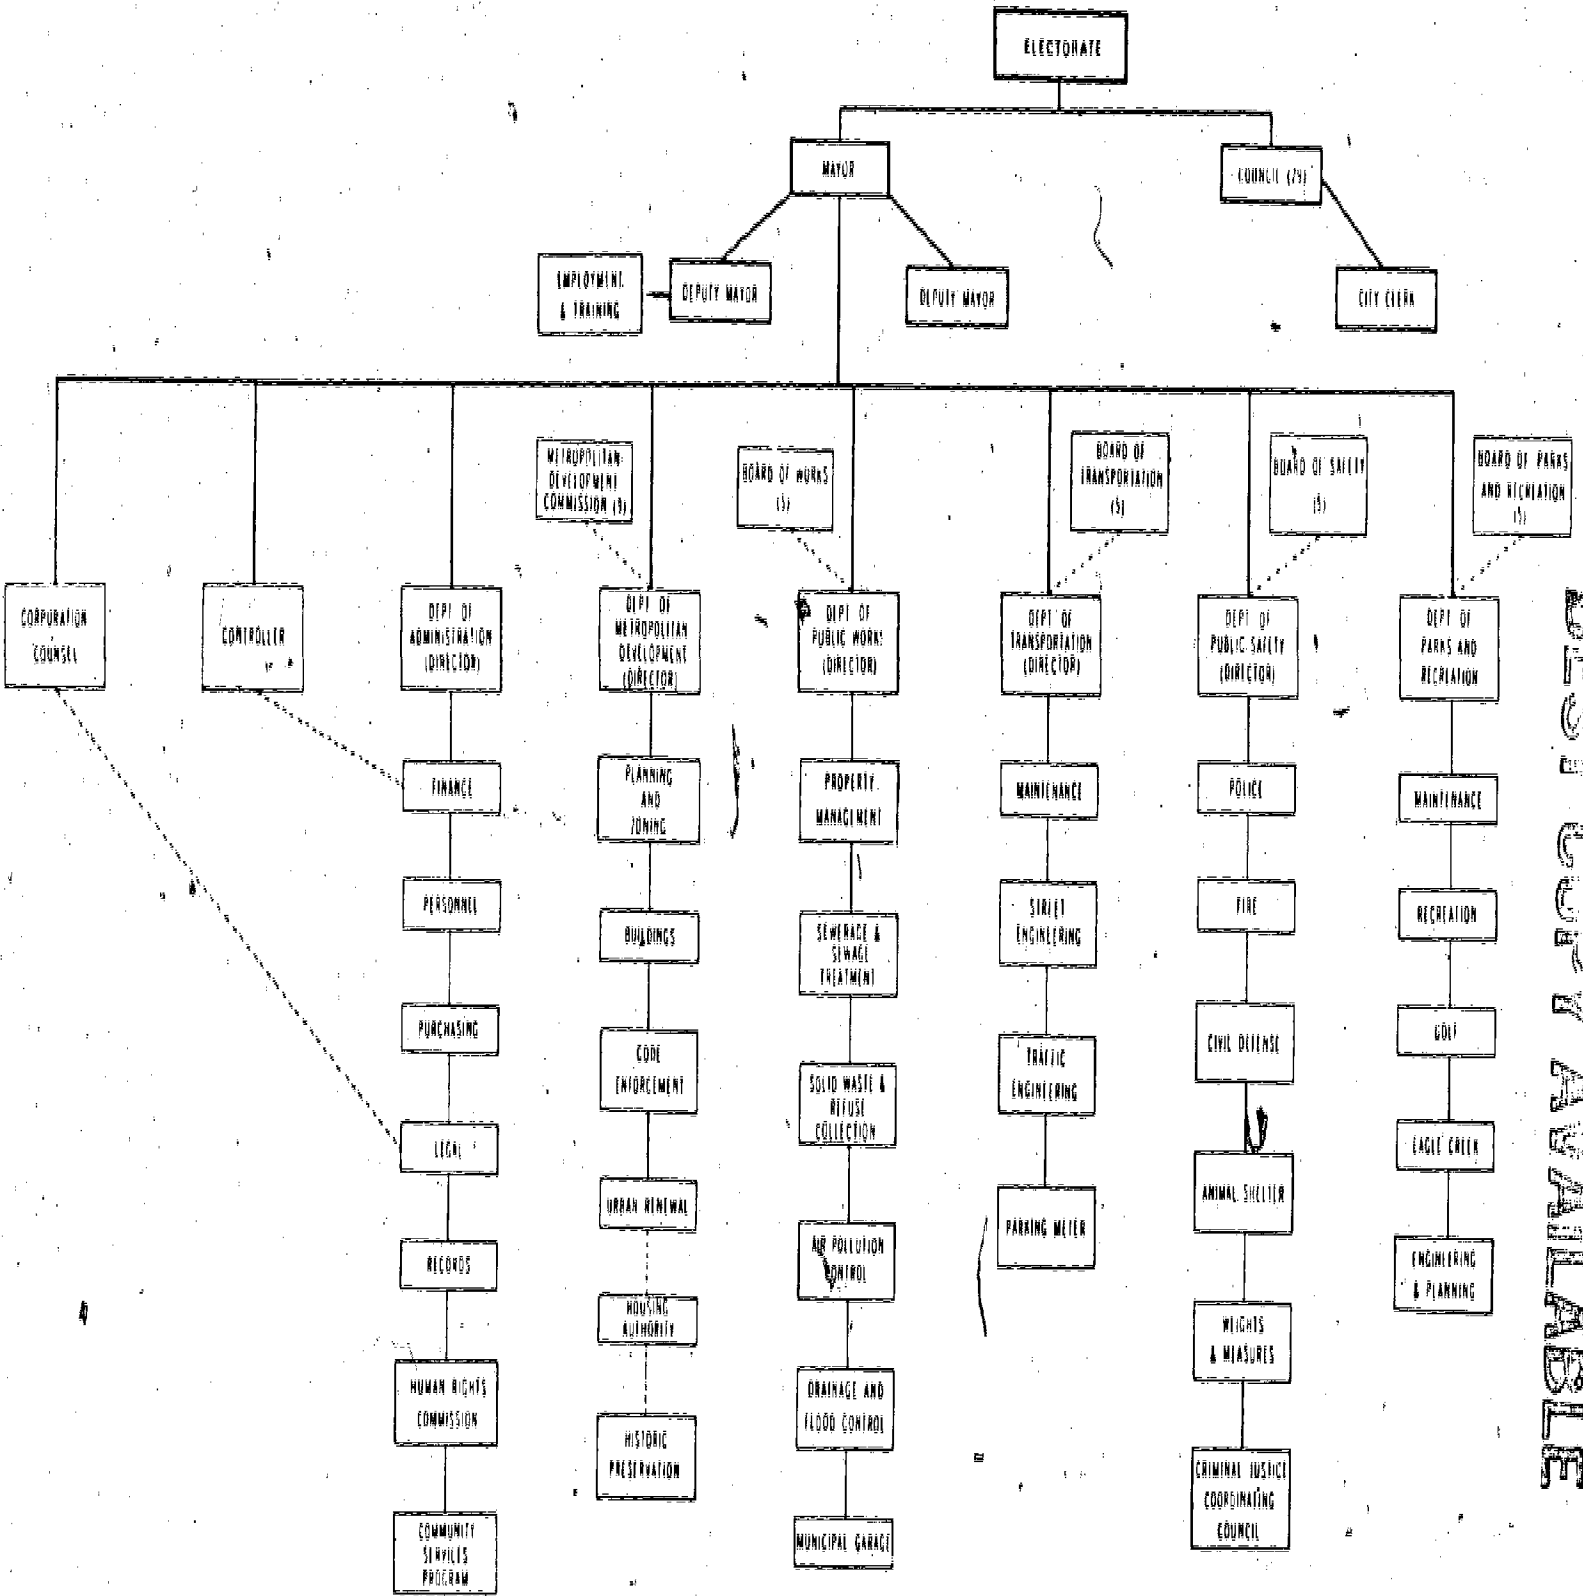 ELECTORATE
MAYOR
COUNCIL (29)
EMPLOYMENT
& TRAINING
DEPUTY MAYOR
DEPUTY MAYOR
CITY CLERK
METROPOLITAN
DEVELOPMENT
COMMISSION (9)
BOARD OF WORKS
(5)
BOARD OF
TRANSPORTATION
(5)
BOARD OF SAFETY
(5)
BOARD OF PARKS
AND RECREATION
(5)
CORPORATION
COUNSEL
CONTROLLER
DEPT OF
ADMINISTRATION
(DIRECTOR)
DEPT OF
METROPOLITAN
DEVELOPMENT
(DIRECTOR)
DEPT OF
PUBLIC WORKS
(DIRECTOR)
DEPT OF
TRANSPORTATION
(DIRECTOR)
DEPT OF
PUBLIC SAFETY
(DIRECTOR)
DEPT OF
PARKS AND
RECREATION
FINANCE
PERSONNEL
PURCHASING
LEGAL
RECORDS
HUMAN RIGHTS
COMMISSION
COMMUNITY
SERVICES
PROGRAM
PLANNING
AND
ZONING
BUILDINGS
CODE
ENFORCEMENT
URBAN RENEWAL
HOUSING
AUTHORITY
HISTORIC
PRESERVATION
PROPERTY
MANAGEMENT
SEWERAGE &
SEWAGE
TREATMENT
SOLID WASTE &
REFUSE
COLLECTION
AIR POLLUTION
CONTROL
DRAINAGE AND
FLOOD CONTROL
MUNICIPAL GARAGE
MAINTENANCE
STREET
ENGINEERING
TRAFFIC
ENGINEERING
PARKING METER
POLICE
FIRE
CIVIL DEFENSE
ANIMAL SHELTER
WEIGHTS
& MEASURES
CRIMINAL JUSTICE
COORDINATING
COUNCIL
MAINTENANCE
RECREATION
GOLF
EAGLE CREEK
ENGINEERING
& PLANNING
BEST COPY AVAILABLE